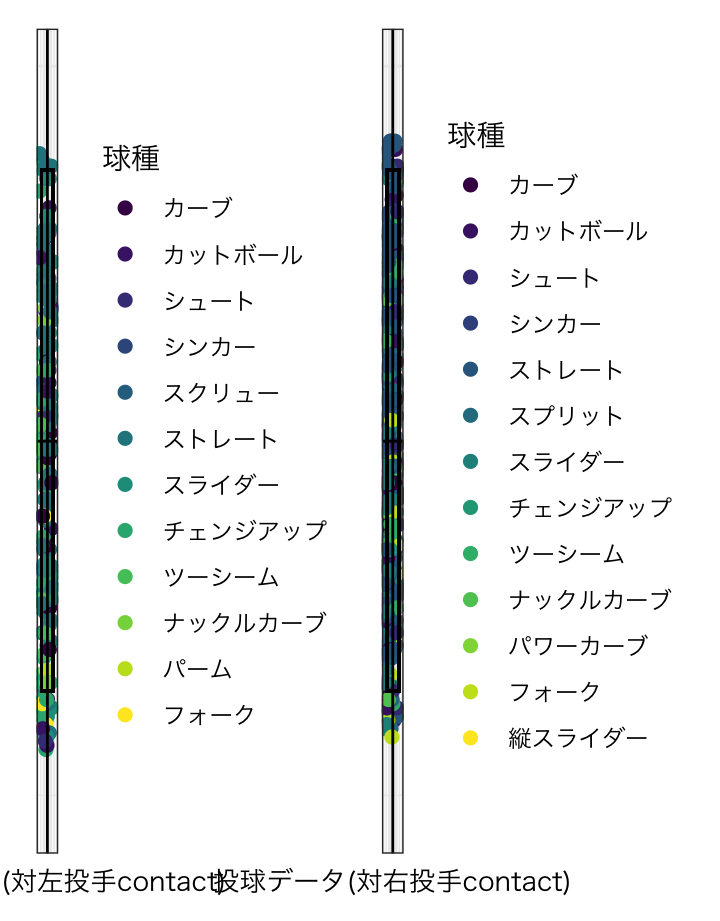 球種
カーブ
カットボール
シュート
シンカー
スクリュー
ストレート
スライダー
チェンジアップ
ツーシーム
ナックルカーブ
パーム
フォーク
球種
カーブ
カットボール
シュート
シンカー
ストレート
スプリット
スライダー
チェンジアップ
ツーシーム
ナックルカーブ
パワーカーブ
フォーク
縦スライダー
(対左投手contact)
投球データ(対右投手contact)